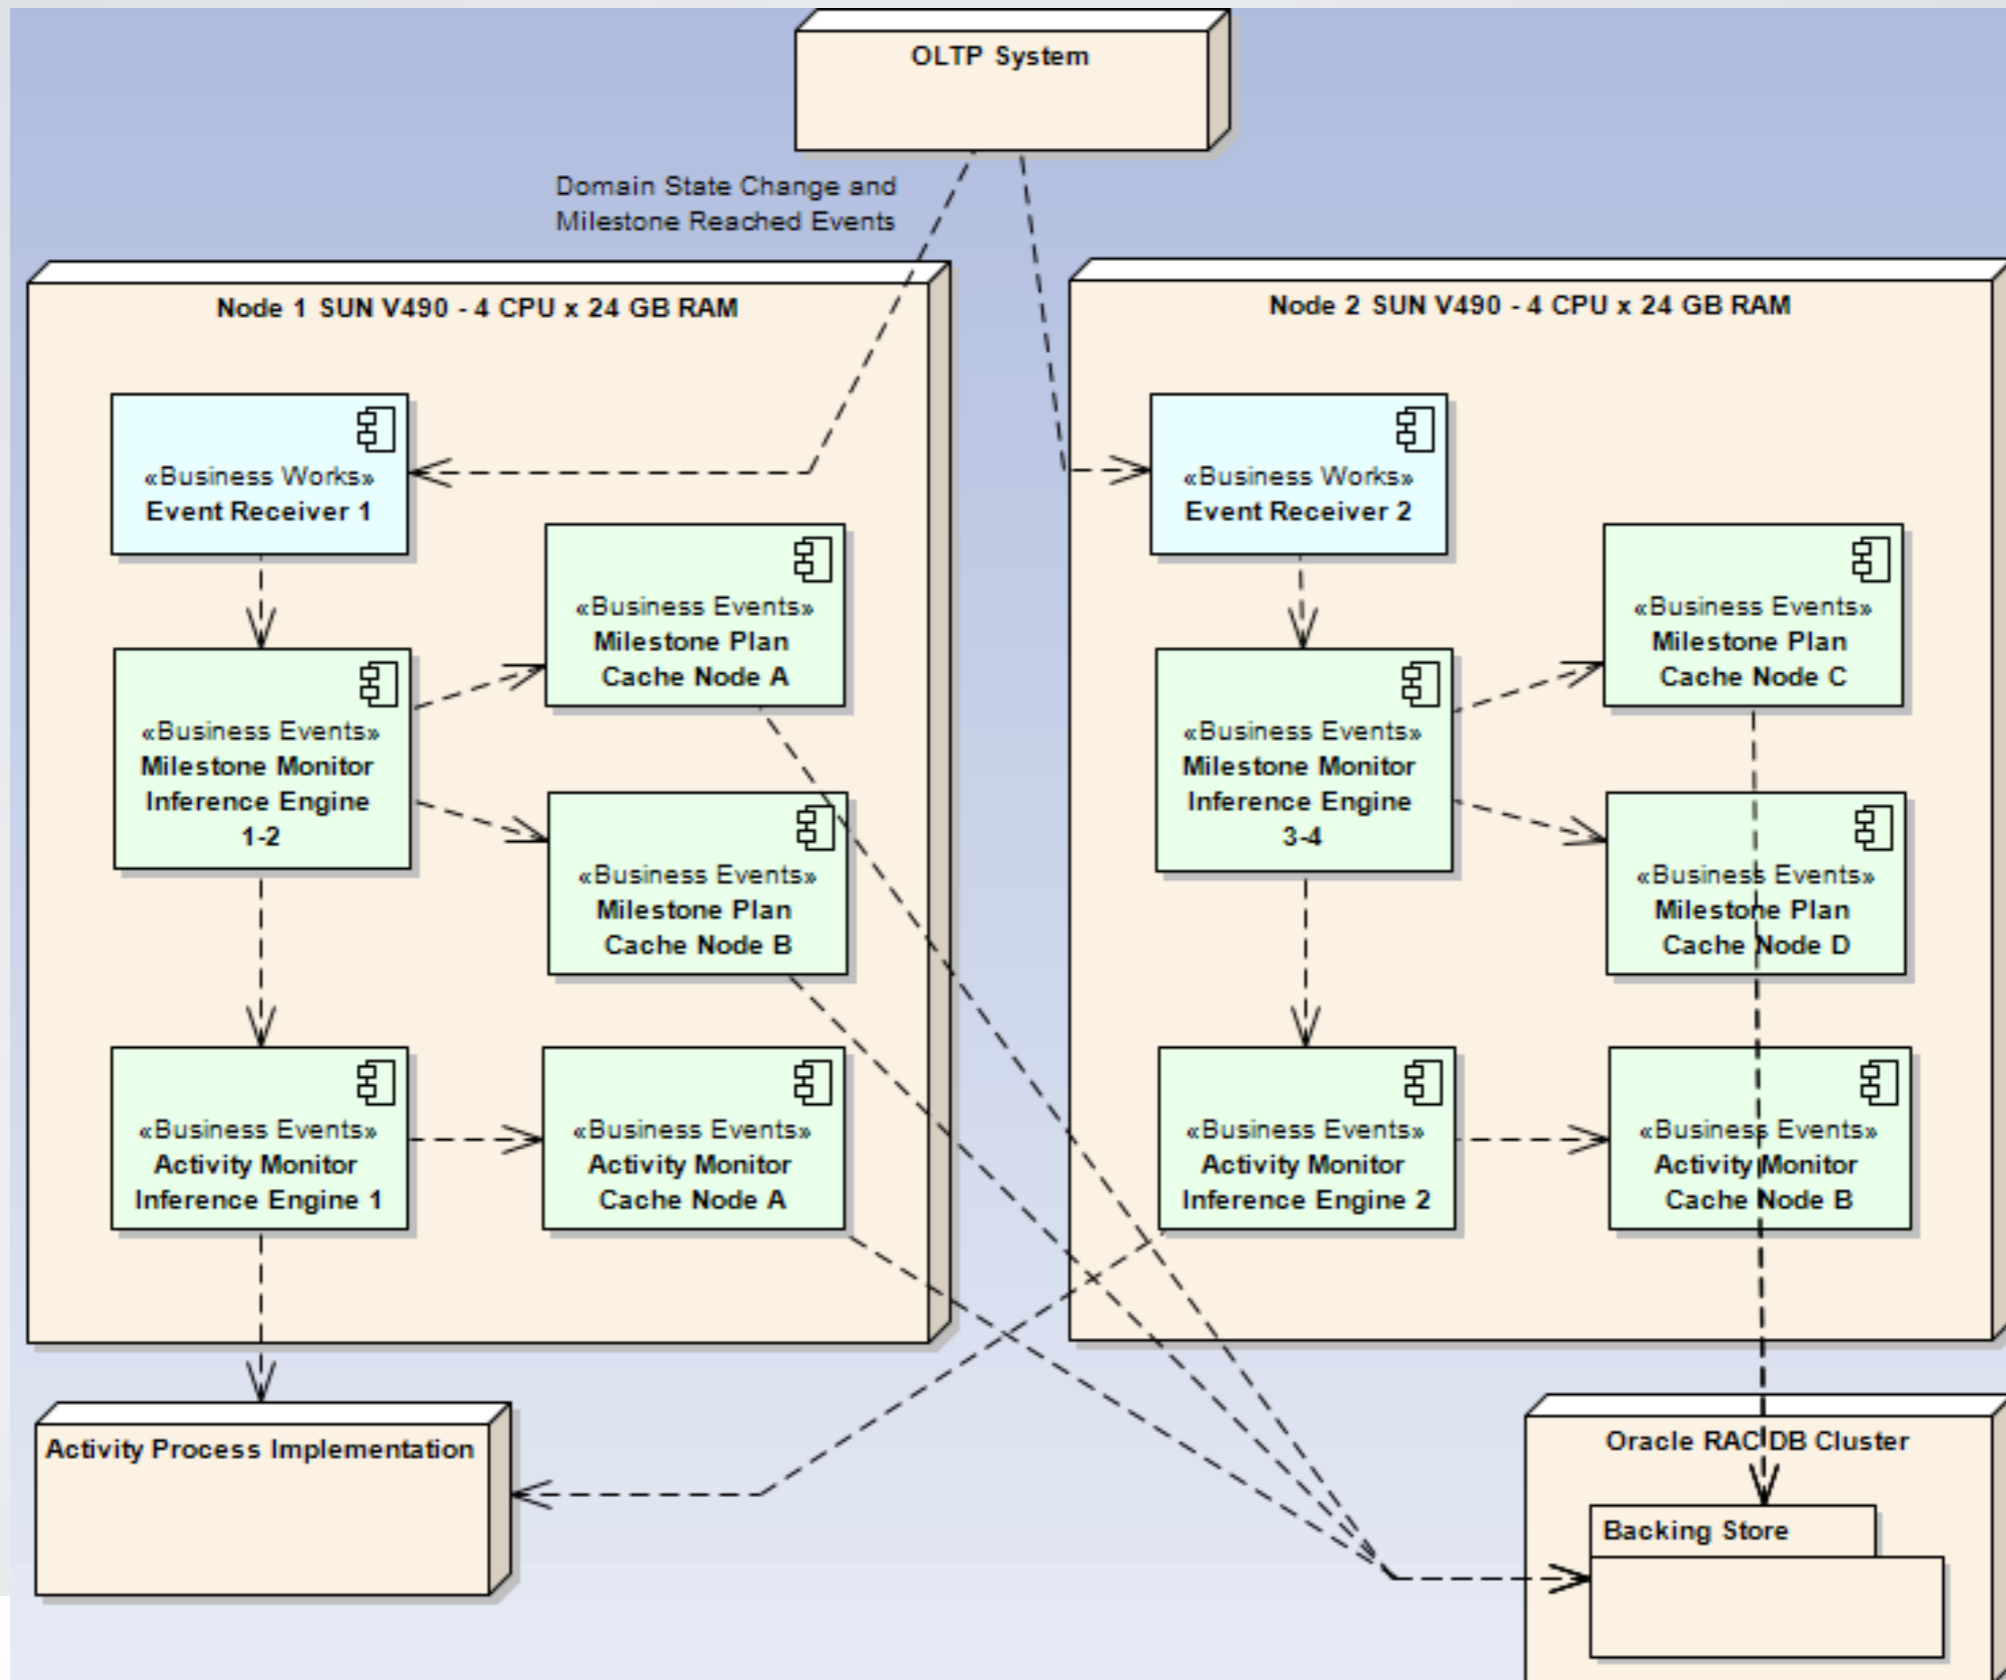 OLTP System
Domain State Change and
Milestone Reached Events
Node 1 SUN V490 - 4 CPU x 24 GB RAM
«Business Works»
Event Receiver 1
«Business Events»
Milestone Plan
Cache Node A
«Business Events»
Milestone Monitor
Inference Engine
1-2
«Business Events»
Milestone Plan
Cache Node B
«Business Events»
Activity Monitor
Inference Engine 1
«Business Events»
Activity Monitor
Cache Node A
Node 2 SUN V490 - 4 CPU x 24 GB RAM
«Business Works»
Event Receiver 2
«Business Events»
Milestone Plan
Cache Node C
«Business Events»
Milestone Monitor
Inference Engine
3-4
«Business Events»
Milestone Plan
Cache Node D
«Business Events»
Activity Monitor
Inference Engine 2
«Business Events»
Activity Monitor
Cache Node B
Activity Process Implementation
Oracle RAC DB Cluster
Backing Store